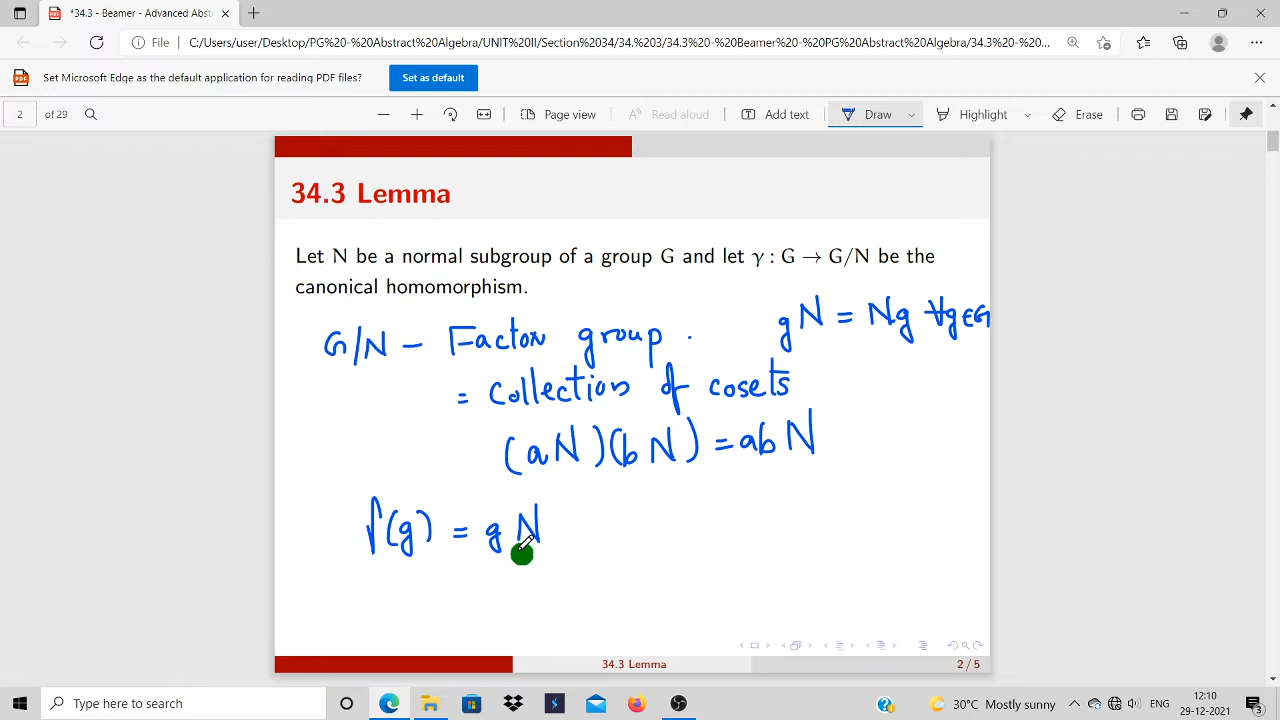 *34.3 - Beamer - Advanced Abst
File
C:/Users/user/Desktop/PG%20-%20Abstract%20Algebra/UNIT%20II/Section%2034/34.%203/34.3%20-%20Beamer%20-%20PG%20Abstract%20Algebra/34.3%20-%20...
Set Microsoft Edge as the default application for reading PDF files? Set as default
2 of 29 Page view Read aloud Add text Draw Highlight Erase
34.3 Lemma
Let N be a normal subgroup of a group G and let γ : G → G/N be the
canonical homomorphism.
gN = Ng ∀g∈G
G/N - Factor group.
= collection of cosets
(aN)(bN) = abN
γ(g) = gN
34.3 Lemma 2 / 5
Type here to search
30°C Mostly sunny ENG 12:10
29-12-2021 3